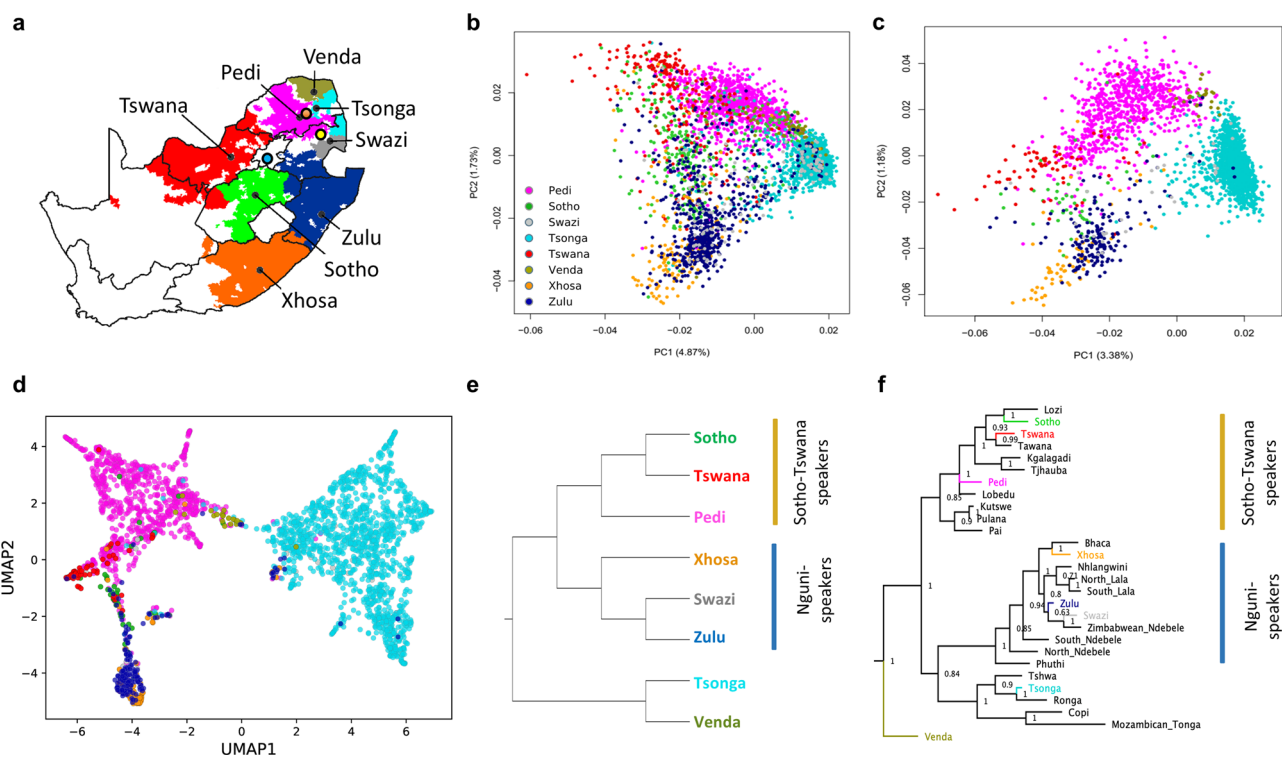 a
Venda
Pedi
Tswana
Tsonga
Swazi
Zulu
Sotho
Xhosa
b
PC2 (1.73%)
0.02
0.00
−0.02
−0.04
Pedi
Sotho
Swazi
Tsonga
Tswana
Venda
Xhosa
Zulu
−0.06 −0.04 −0.02 0.00 0.02
PC1 (4.87%)
c
PC2 (1.18%)
0.04
0.02
0.00
−0.02
−0.04
−0.06
−0.06 −0.04 −0.02 0.00 0.02
PC1 (3.38%)
d
UMAP2
4
2
0
−2
−4
−6 −4 −2 0 2 4 6
UMAP1
e
Sotho
Tswana
Pedi
Xhosa
Swazi
Zulu
Tsonga
Venda
Sotho-Tswana
speakers
Nguni-
speakers
f
Lozi
1
Sotho
0.93
Tswana
0.99
Tawana
Kgalagadi
1
Tjhauba
1
Pedi
0.85
Lobedu
Kutswe
1
Pulana
0.9
Pai
1
Bhaca
1
Xhosa
Nhlangwini
1
0.71
North_Lala
1
South_Lala
0.8
Zulu
0.94
0.63
Swazi
1
Zimbabwean_Ndebele
0.85
South_Ndebele
North_Ndebele
1
Phuthi
1
0.84
Tshwa
0.9
Tsonga
1
1
Ronga
Copi
1
Mozambican_Tonga
Venda
Sotho-Tswana
speakers
Nguni-
speakers